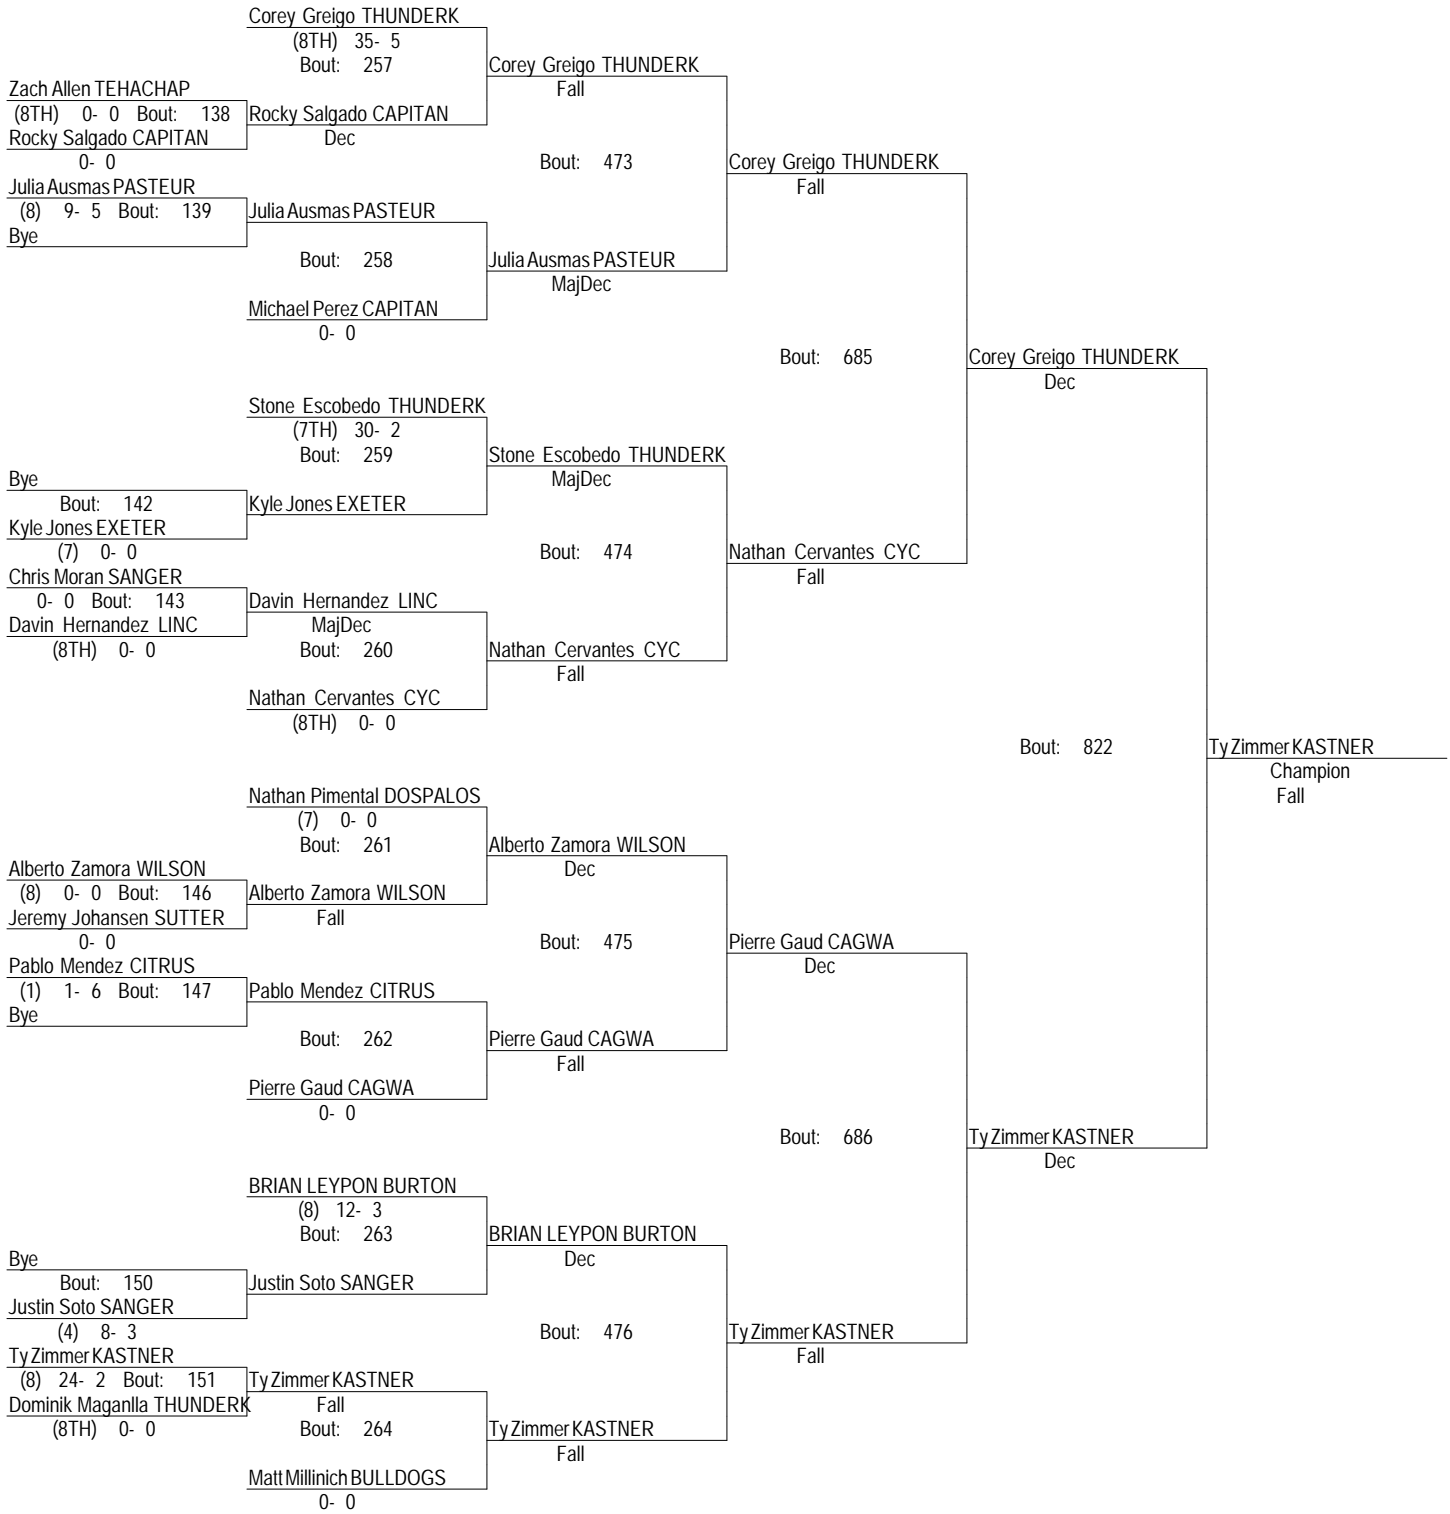 Corey Greigo THUNDERK
(8TH) 35- 5
Bout: 257
Corey Greigo THUNDERK
Fall
Zach Allen TEHACHAP
(8TH) 0- 0 Bout: 138
Rocky Salgado CAPITAN
Dec
Rocky Salgado CAPITAN
0- 0
Bout: 473
Corey Greigo THUNDERK
Fall
Julia Ausmas PASTEUR
(8) 9- 5 Bout: 139
Julia Ausmas PASTEUR
Bye
Bout: 258
Julia Ausmas PASTEUR
MajDec
Michael Perez CAPITAN
0- 0
Bout: 685
Corey Greigo THUNDERK
Dec
Stone Escobedo THUNDERK
(7TH) 30- 2
Bout: 259
Stone Escobedo THUNDERK
MajDec
Bye
Bout: 142
Kyle Jones EXETER
Kyle Jones EXETER
(7) 0- 0
Bout: 474
Nathan Cervantes CYC
Fall
Chris Moran SANGER
0- 0 Bout: 143
Davin Hernandez LINC
MajDec
Davin Hernandez LINC
(8TH) 0- 0
Bout: 260
Nathan Cervantes CYC
Fall
Nathan Cervantes CYC
(8TH) 0- 0
Bout: 822
Ty Zimmer KASTNER
Champion
Fall
Nathan Pimental DOSPALOS
(7) 0- 0
Bout: 261
Alberto Zamora WILSON
Dec
Alberto Zamora WILSON
(8) 0- 0 Bout: 146
Alberto Zamora WILSON
Fall
Jeremy Johansen SUTTER
0- 0
Bout: 475
Pierre Gaud CAGWA
Dec
Pablo Mendez CITRUS
(1) 1- 6 Bout: 147
Pablo Mendez CITRUS
Bye
Bout: 262
Pierre Gaud CAGWA
Fall
Pierre Gaud CAGWA
0- 0
Bout: 686
Ty Zimmer KASTNER
Dec
BRIAN LEYPON BURTON
(8) 12- 3
Bout: 263
BRIAN LEYPON BURTON
Dec
Bye
Bout: 150
Justin Soto SANGER
Justin Soto SANGER
(4) 8- 3
Bout: 476
Ty Zimmer KASTNER
Fall
Ty Zimmer KASTNER
(8) 24- 2 Bout: 151
Ty Zimmer KASTNER
Fall
Dominik Maganlla THUNDERK
(8TH) 0- 0
Bout: 264
Ty Zimmer KASTNER
Fall
Matt Millinich BULLDOGS
0- 0